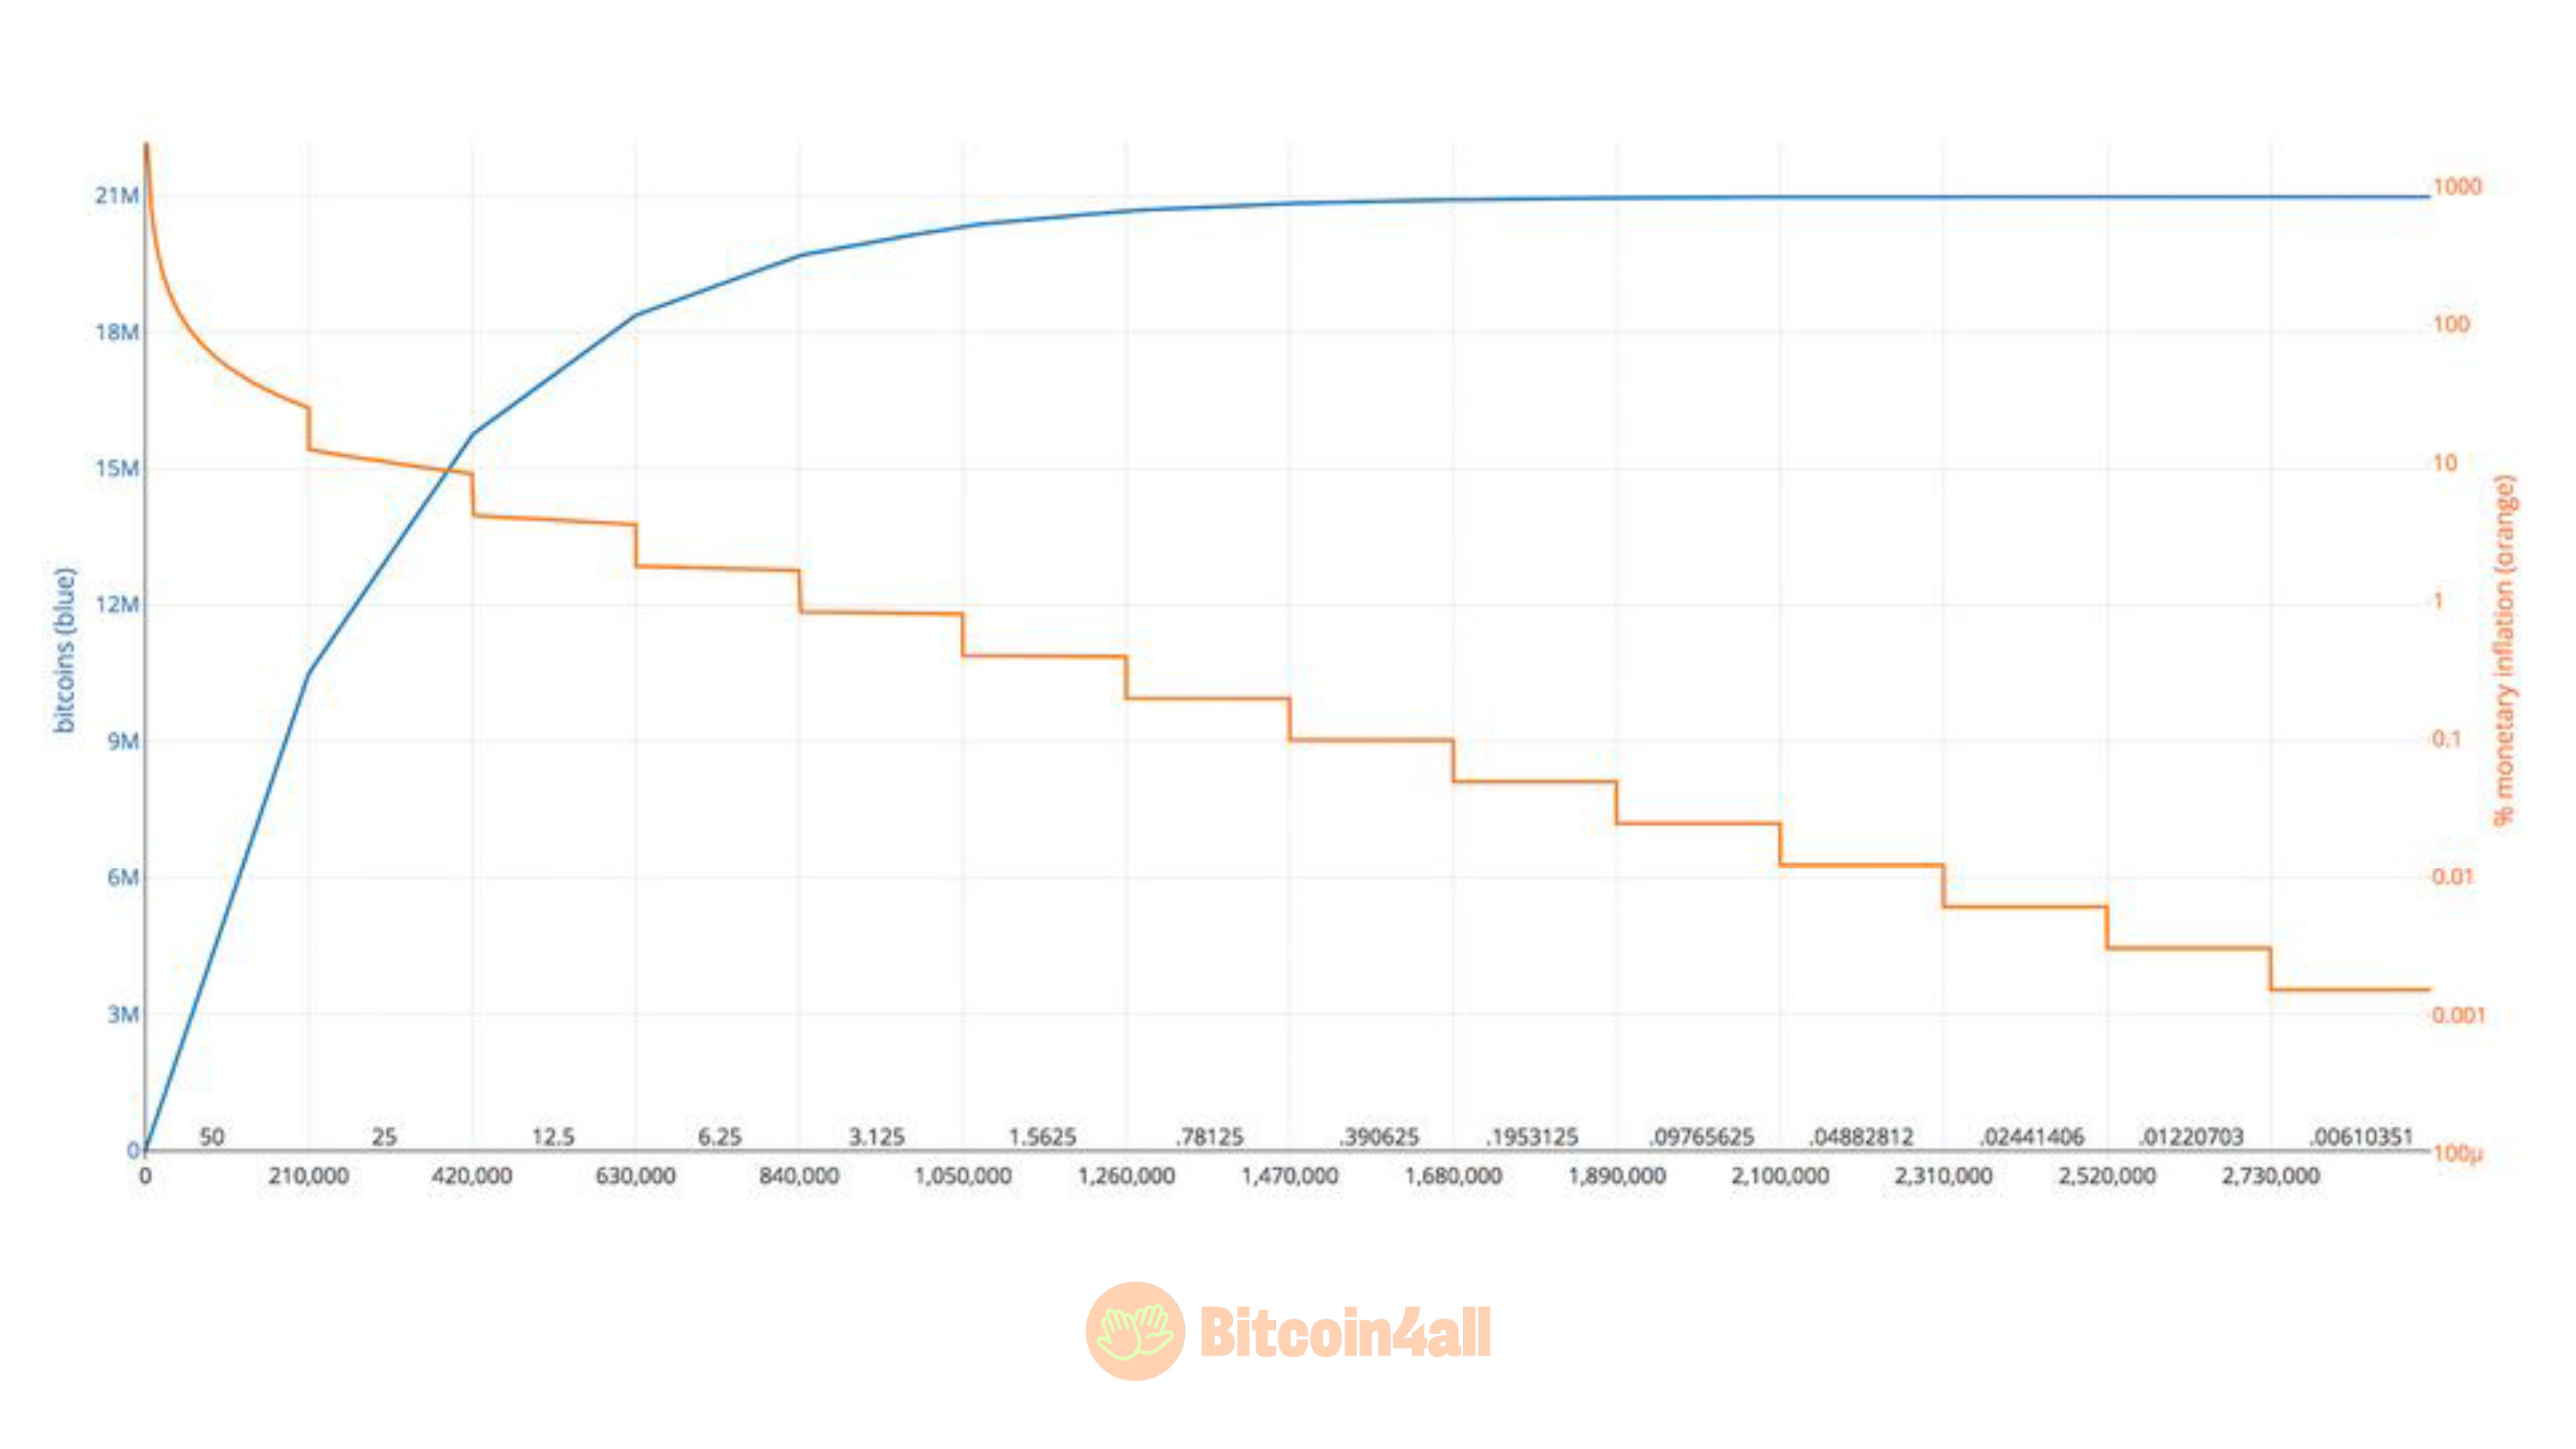 21M
18M
15M
12M
9M
6M
3M
0
bitcoins (blue)
1000
100
10
1
0.1
0.01
0.001
100µ
% monetary inflation (orange)
50 25 12.5 6.25 3.125 1.5625 .78125 .390625 .1953125 .09765625 .04882812 .02441406 .01220703 .00610351
0 210,000 420,000 630,000 840,000 1,050,000 1,260,000 1,470,000 1,680,000 1,890,000 2,100,000 2,310,000 2,520,000 2,730,000
Bitcoin4all